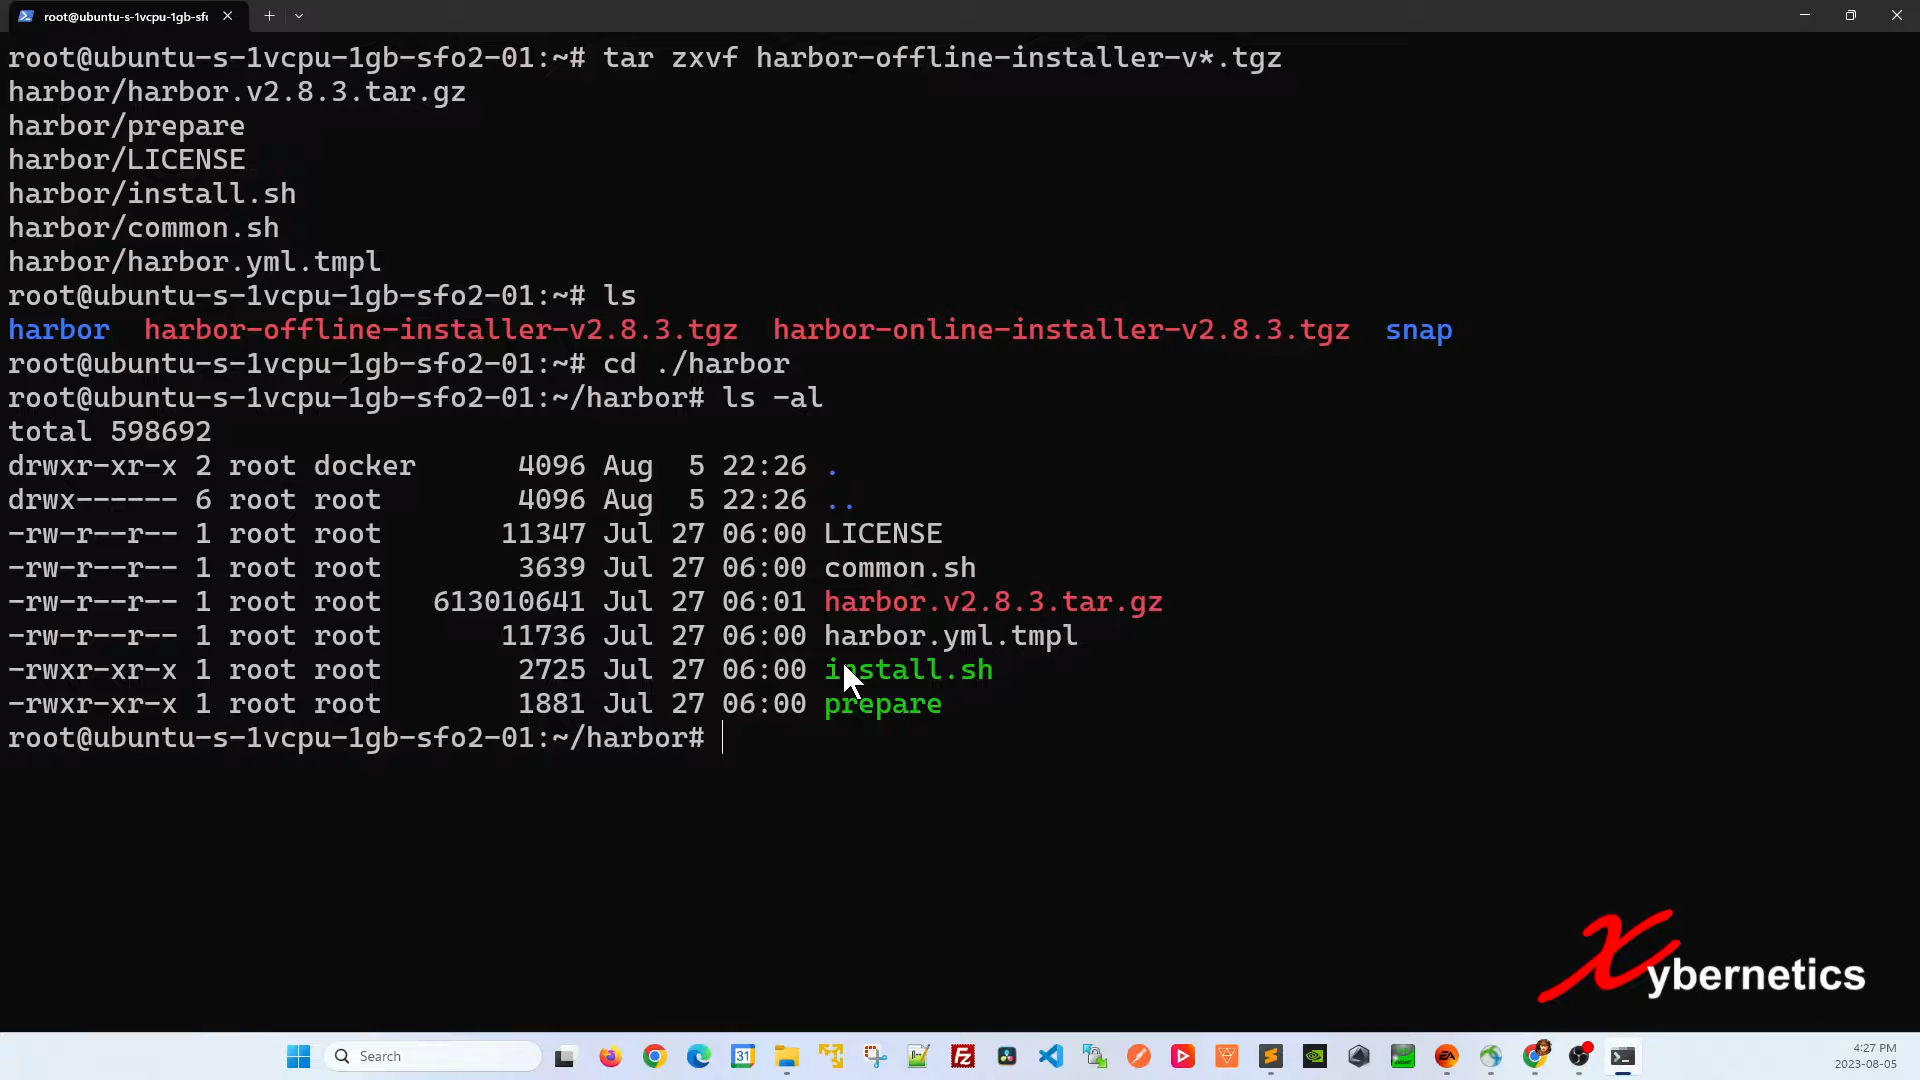 root@ubuntu-s-1vcpu-1gb-sfo
root@ubuntu-s-1vcpu-1gb-sfo2-01:~# tar zxvf harbor-offline-installer-v*.tgz
harbor/harbor.v2.8.3.tar.gz
harbor/prepare
harbor/LICENSE
harbor/install.sh
harbor/common.sh
harbor/harbor.yml.tmpl
root@ubuntu-s-1vcpu-1gb-sfo2-01:~# ls
harbor  harbor-offline-installer-v2.8.3.tgz  harbor-online-installer-v2.8.3.tgz  snap
root@ubuntu-s-1vcpu-1gb-sfo2-01:~# cd ./harbor
root@ubuntu-s-1vcpu-1gb-sfo2-01:~/harbor# ls -al
total 598692
drwxr-xr-x 2 root docker      4096 Aug  5 22:26 .
drwx------ 6 root root        4096 Aug  5 22:26 ..
-rw-r--r-- 1 root root       11347 Jul 27 06:00 LICENSE
-rw-r--r-- 1 root root        3639 Jul 27 06:00 common.sh
-rw-r--r-- 1 root root   613010641 Jul 27 06:01 harbor.v2.8.3.tar.gz
-rw-r--r-- 1 root root       11736 Jul 27 06:00 harbor.yml.tmpl
-rwxr-xr-x 1 root root        2725 Jul 27 06:00 install.sh
-rwxr-xr-x 1 root root        1881 Jul 27 06:00 prepare
root@ubuntu-s-1vcpu-1gb-sfo2-01:~/harbor#
Xybernetics
Search
31
FZ
EA
4:27 PM
2023-08-05